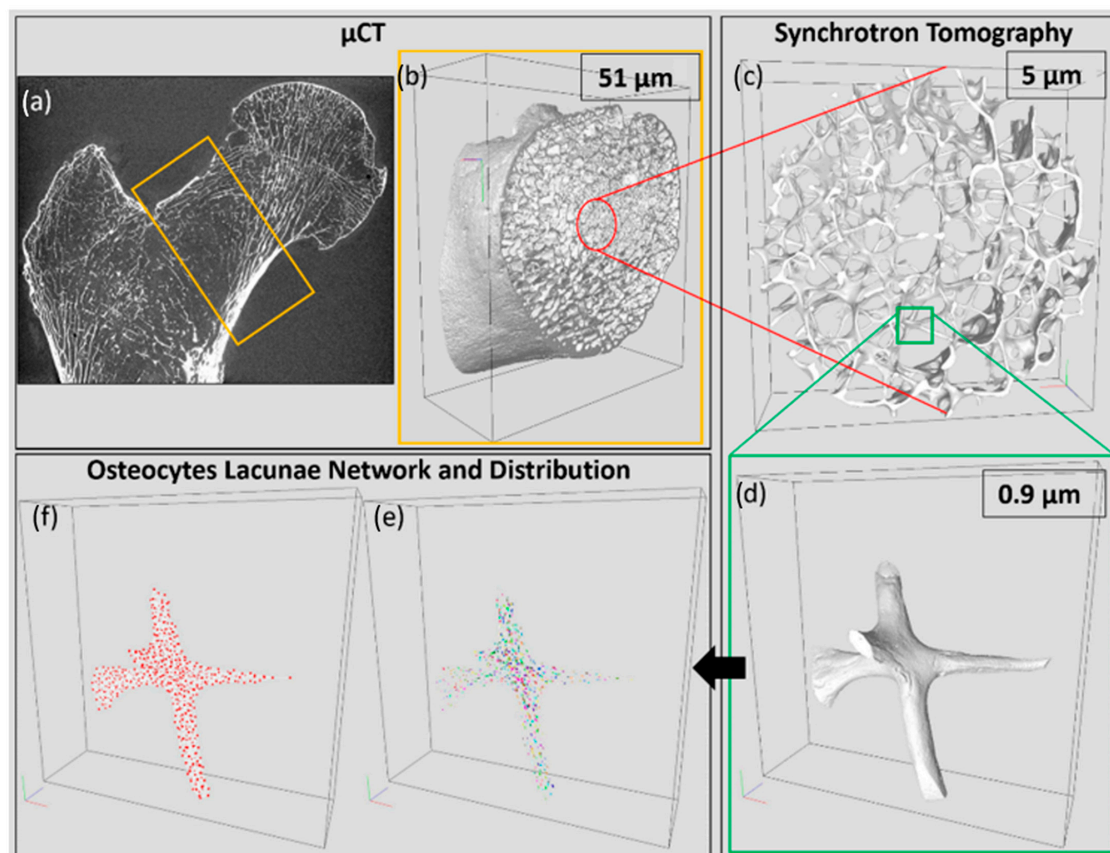 μCT
(a)
(b)
51 μm
Synchrotron Tomography
(c)
5 μm
Osteocytes Lacunae Network and Distribution
(f)
(e)
(d)
0.9 μm